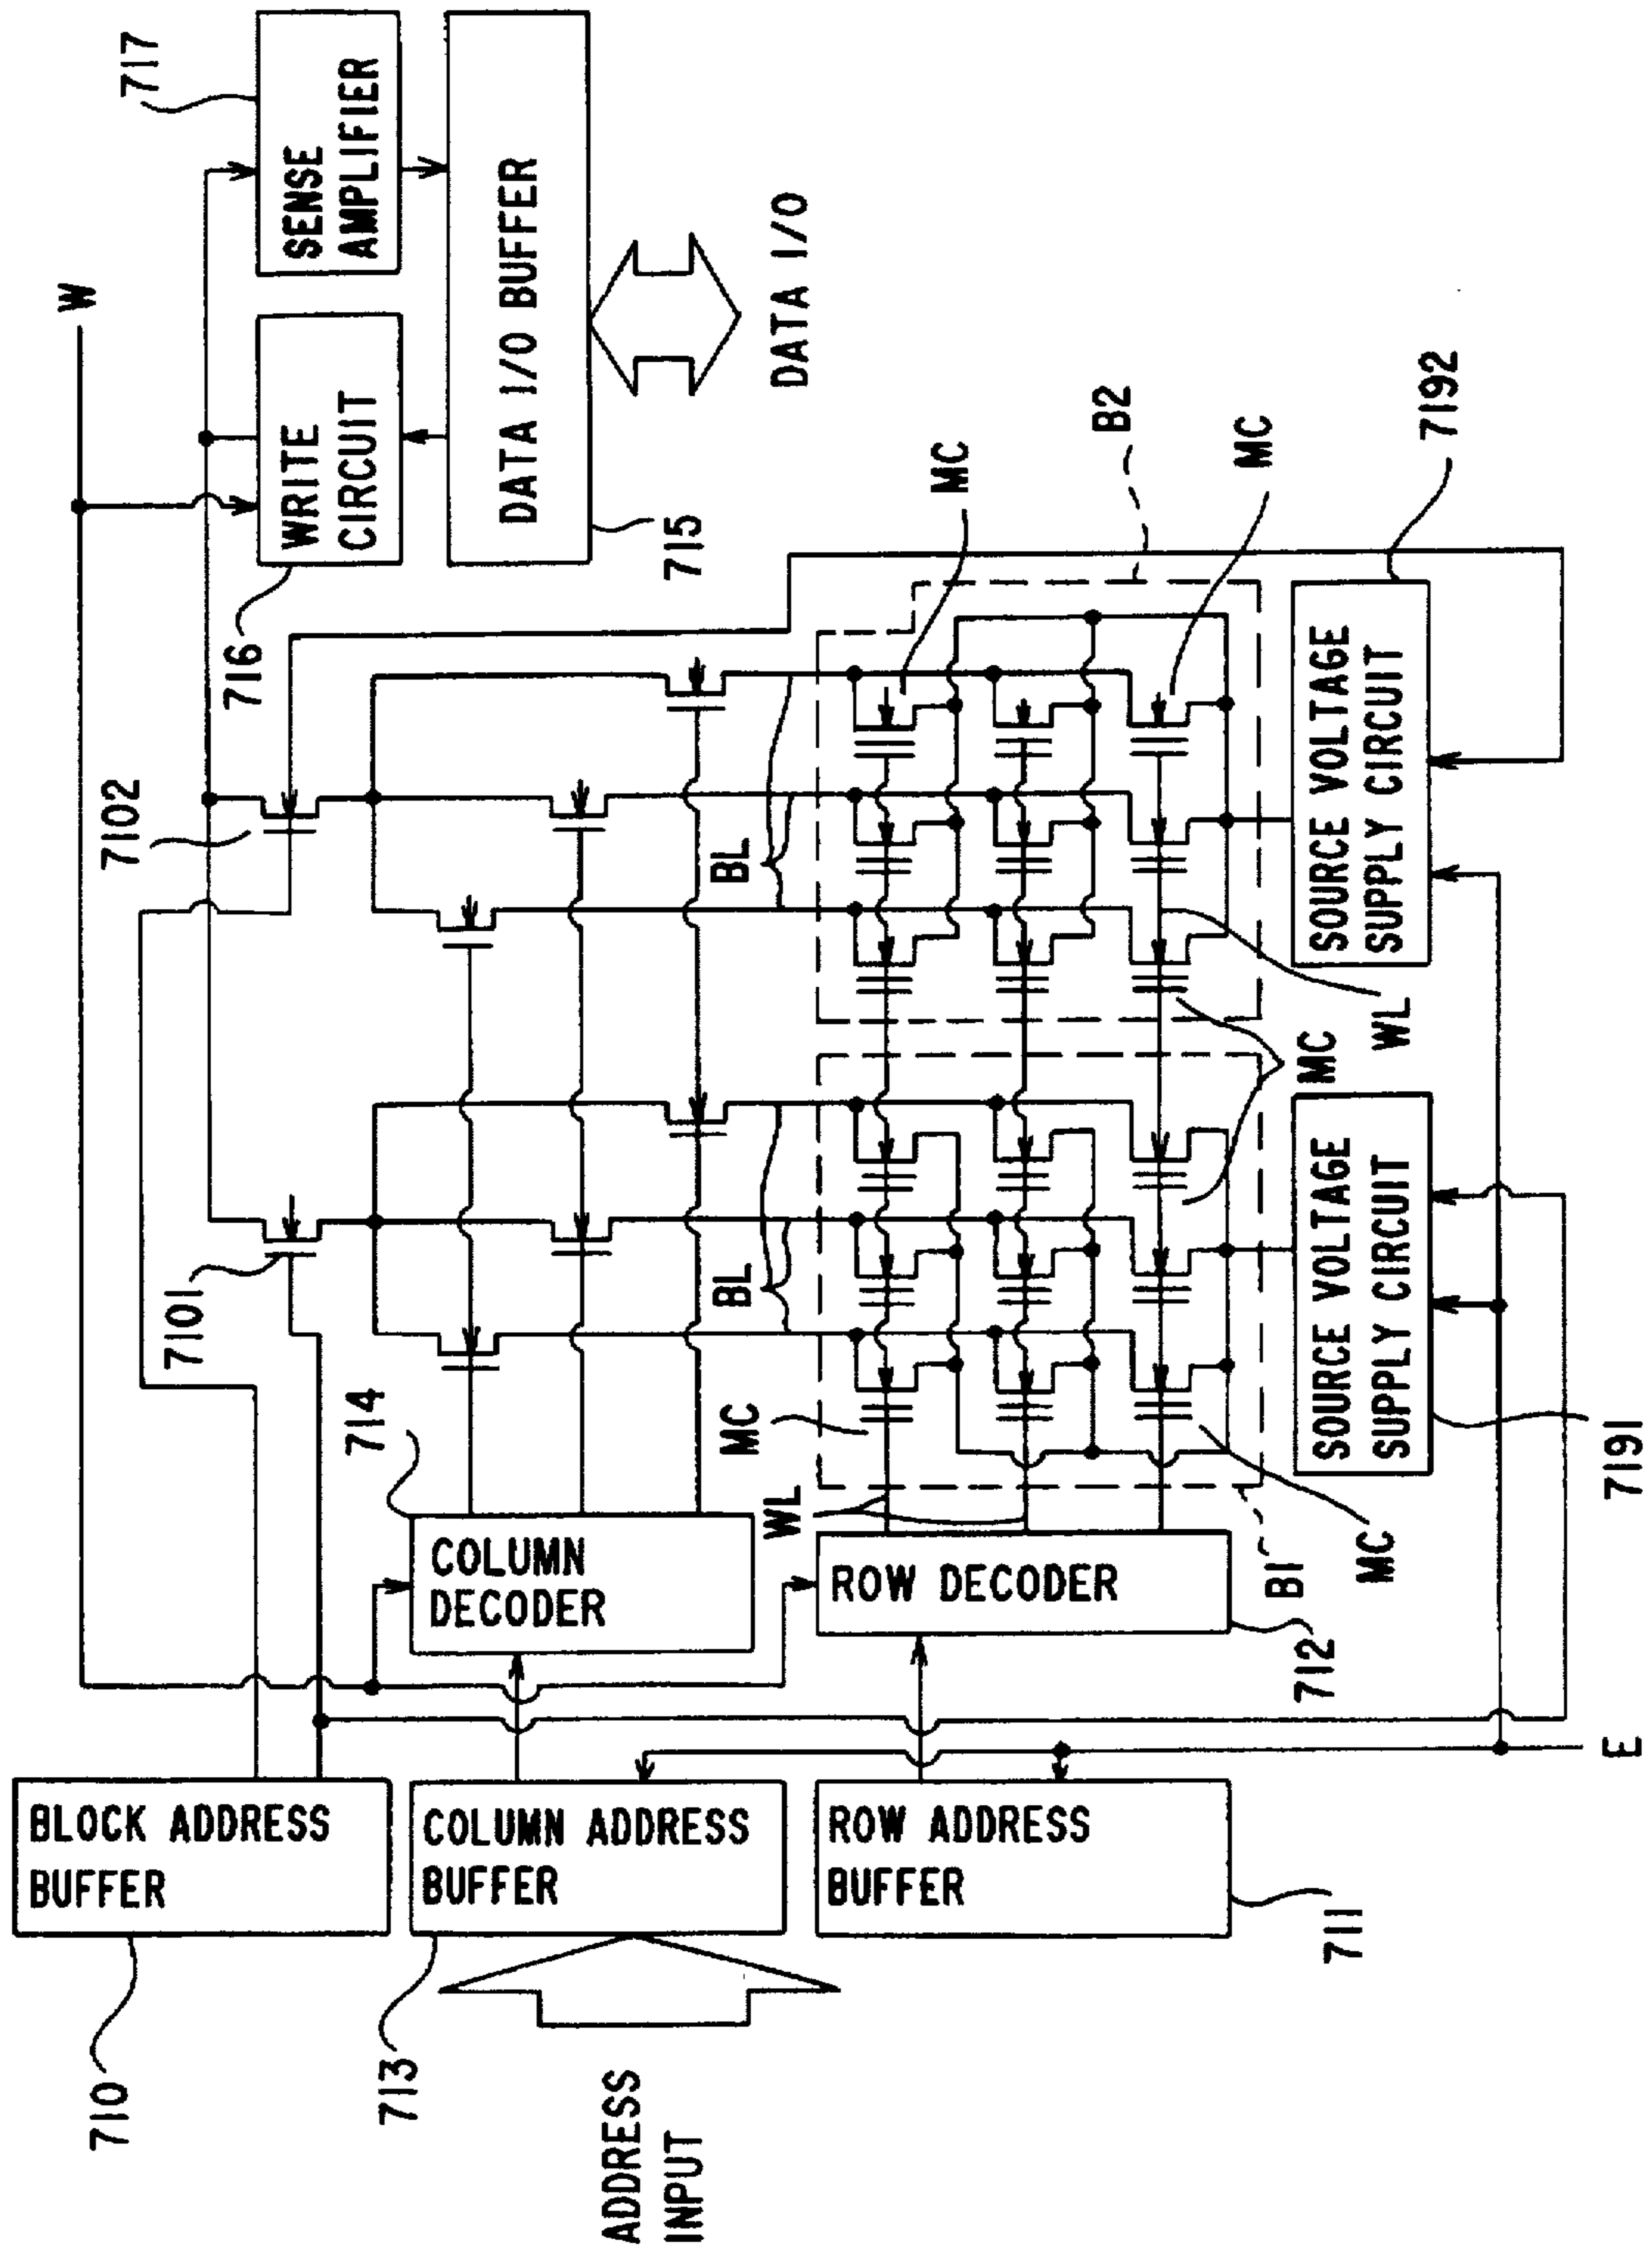 710
BLOCK ADDRESS
BUFFER
713
COLUMN ADDRESS
BUFFER
ROW ADDRESS
BUFFER
711
ADDRESS
INPUT
W
E
714
COLUMN
DECODER
ROW DECODER
712
WL
MC
B1
MC
7101
7102
BL
BL
MC
WL
MC
MC
B2
SOURCE VOLTAGE
SUPPLY CIRCUIT
7191
SOURCE VOLTAGE
SUPPLY CIRCUIT
7192
716
WRITE
CIRCUIT
717
SENSE
AMPLIFIER
DATA I/O BUFFER
715
DATA I/O